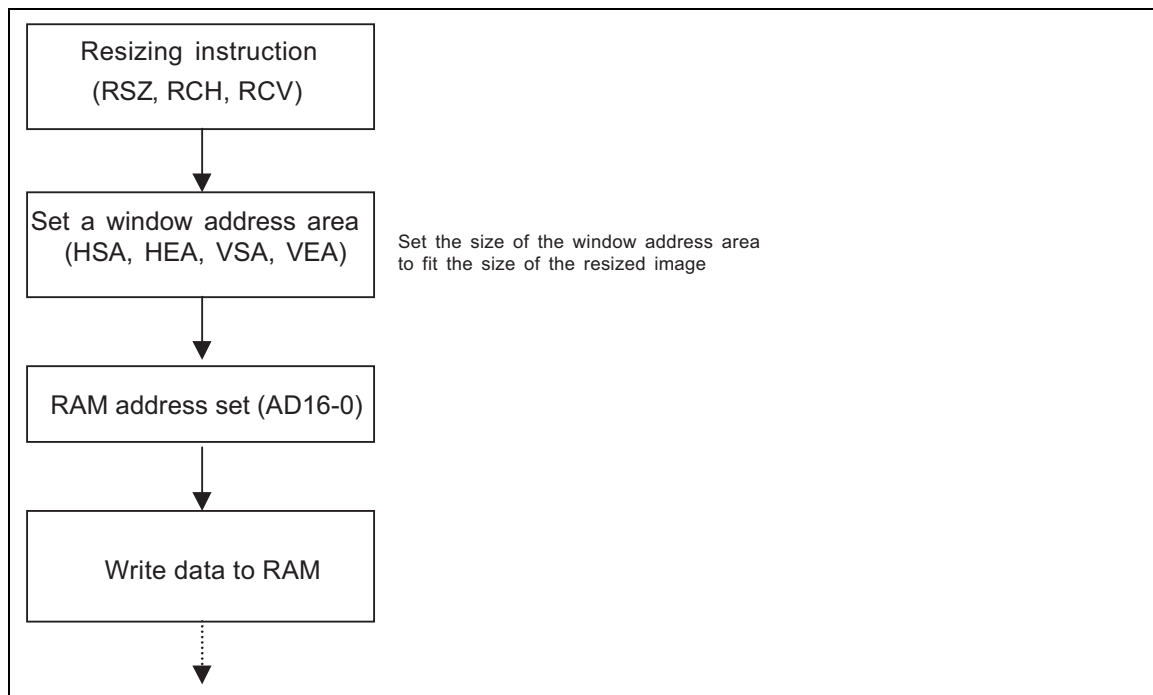 Resizing instruction
(RSZ, RCH, RCV)
Set a window address area
(HSA, HEA, VSA, VEA)
Set the size of the window address area
to fit the size of the resized image
RAM address set (AD16-0)
Write data to RAM